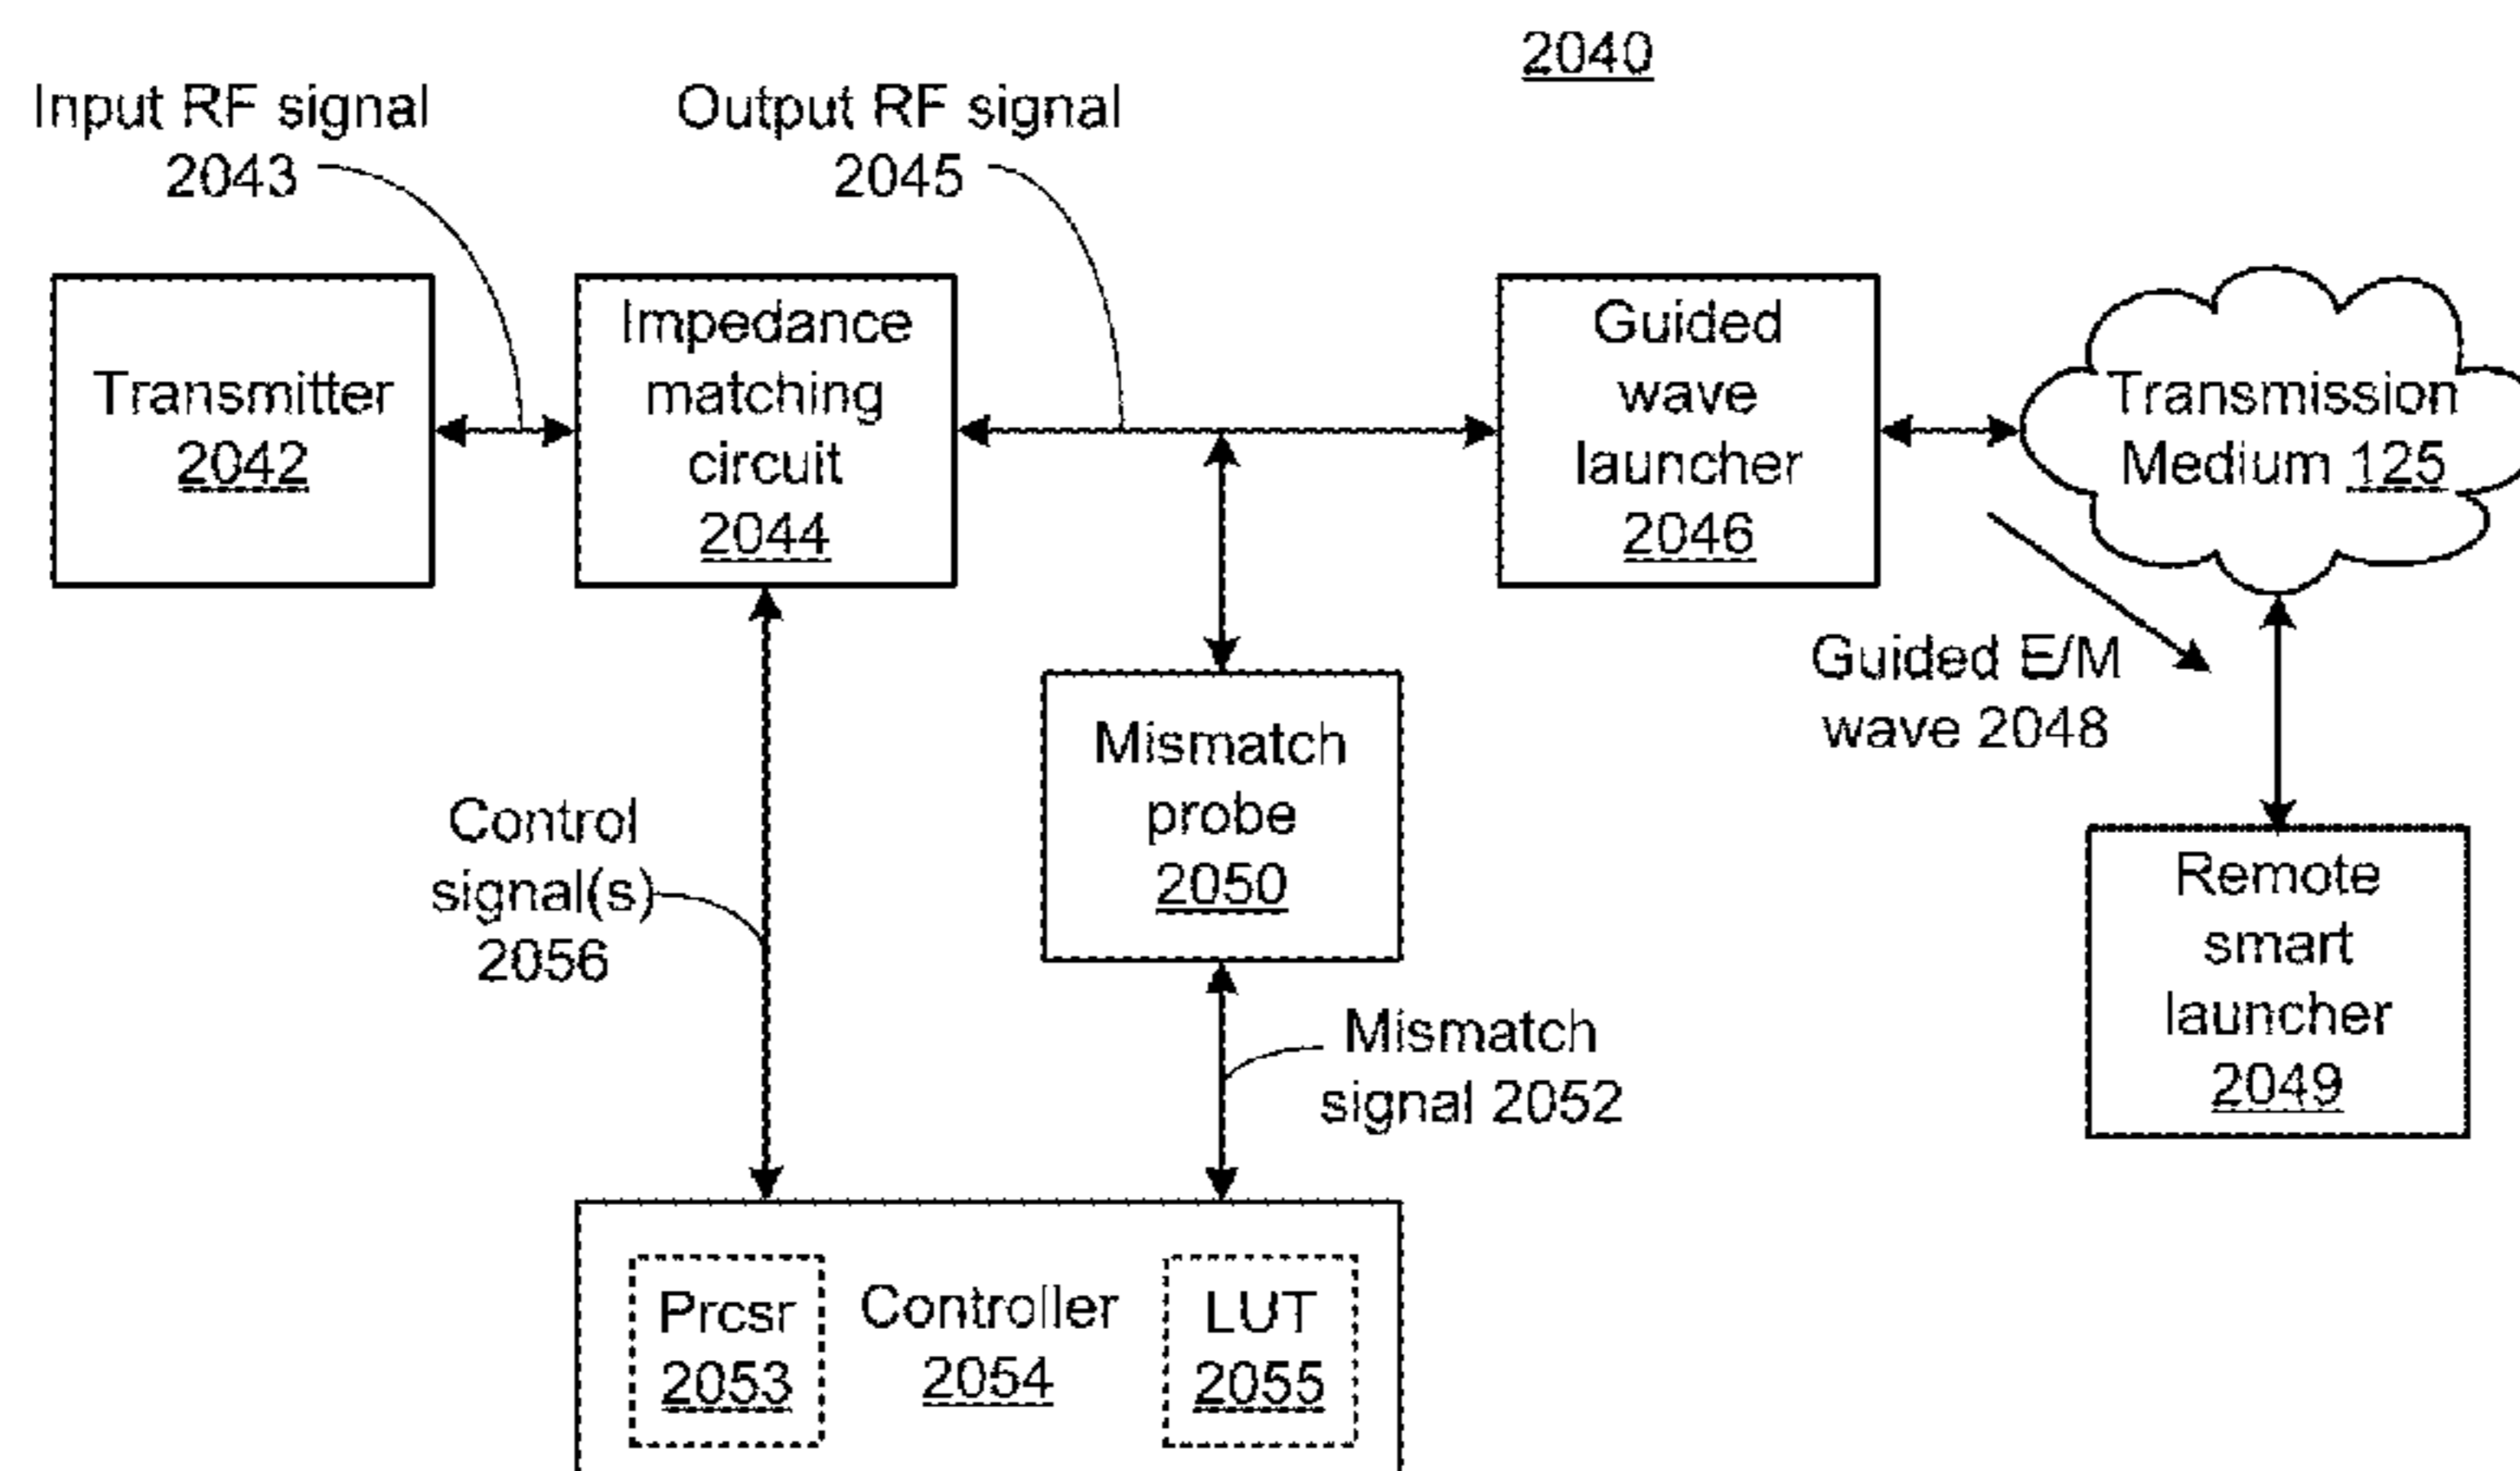 2040
Input RF signal
2043
Output RF signal
2045
Transmitter
2042
Impedance
matching
circuit
2044
Guided
wave
launcher
2046
Transmission
Medium 125
Guided E/M
wave 2048
Mismatch
probe
2050
Control
signal(s)
2056
Remote
smart
launcher
2049
Mismatch
signal 2052
Prcsr
2053
Controller
2054
LUT
2055